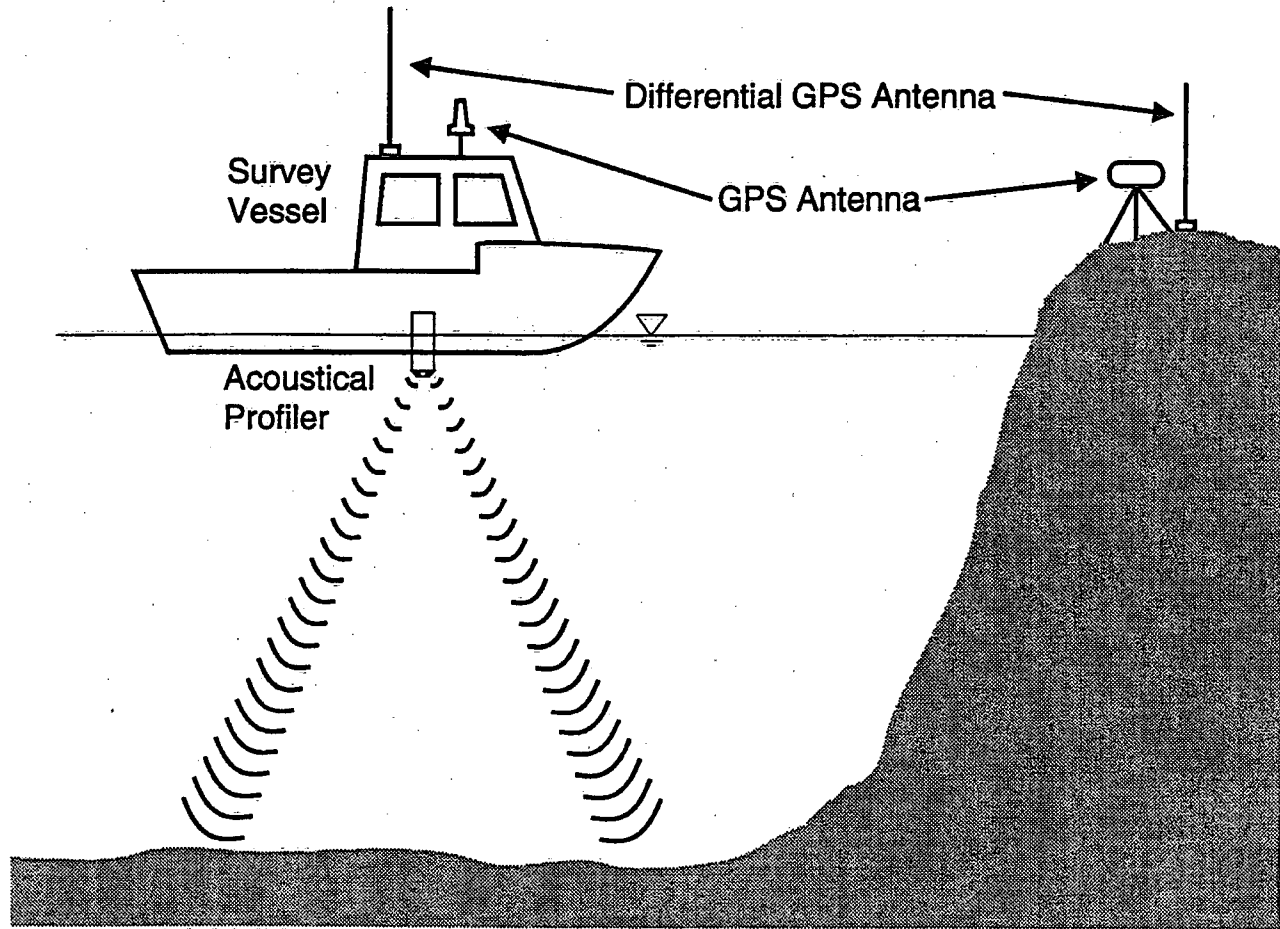 Differential GPS Antenna
Survey
Vessel
GPS Antenna
Acoustical
Profiler